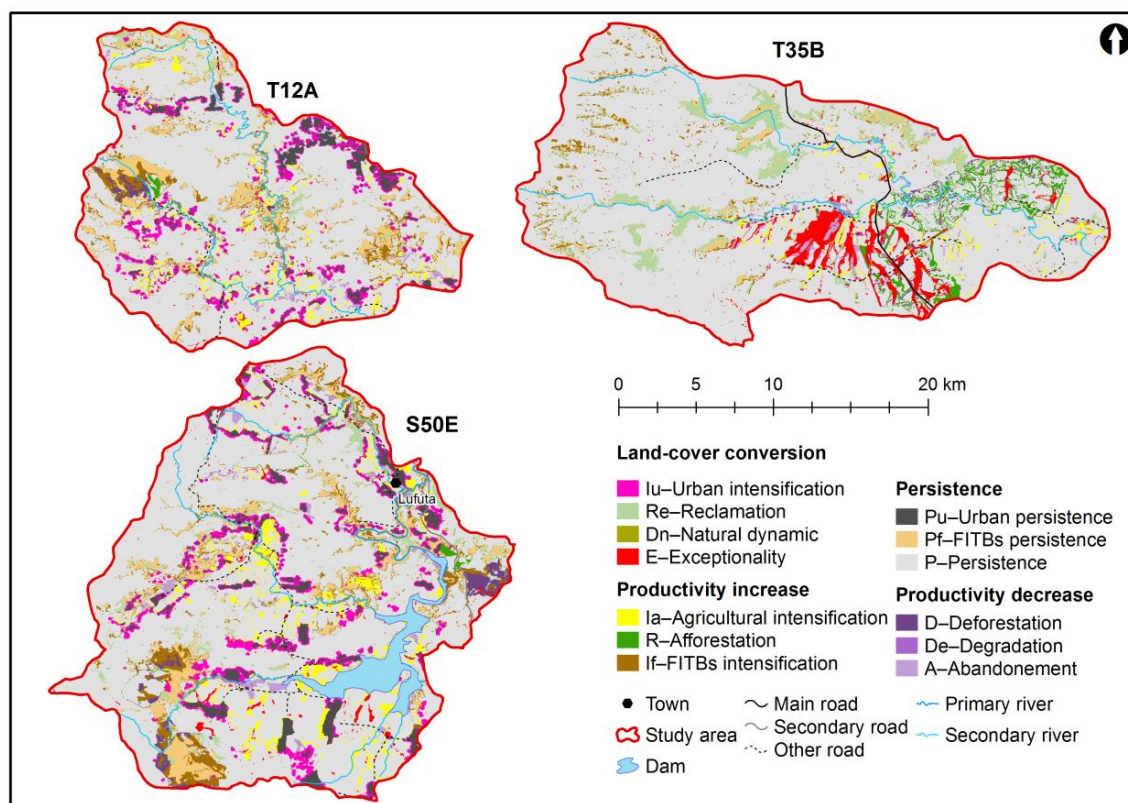 T12A
T35B
S50E
Lufuta
0 5 10 20 km
Land-cover conversion
Iu–Urban intensification
Re–Reclamation
Dn–Natural dynamic
E–Exceptionality
Productivity increase
Ia–Agricultural intensification
R–Afforestation
If–FITBs intensification
Persistence
Pu–Urban persistence
Pf–FITBs persistence
P–Persistence
Productivity decrease
D–Deforestation
De–Degradation
A–Abandonement
Town
Study area
Dam
Main road
Secondary road
Other road
Primary river
Secondary river